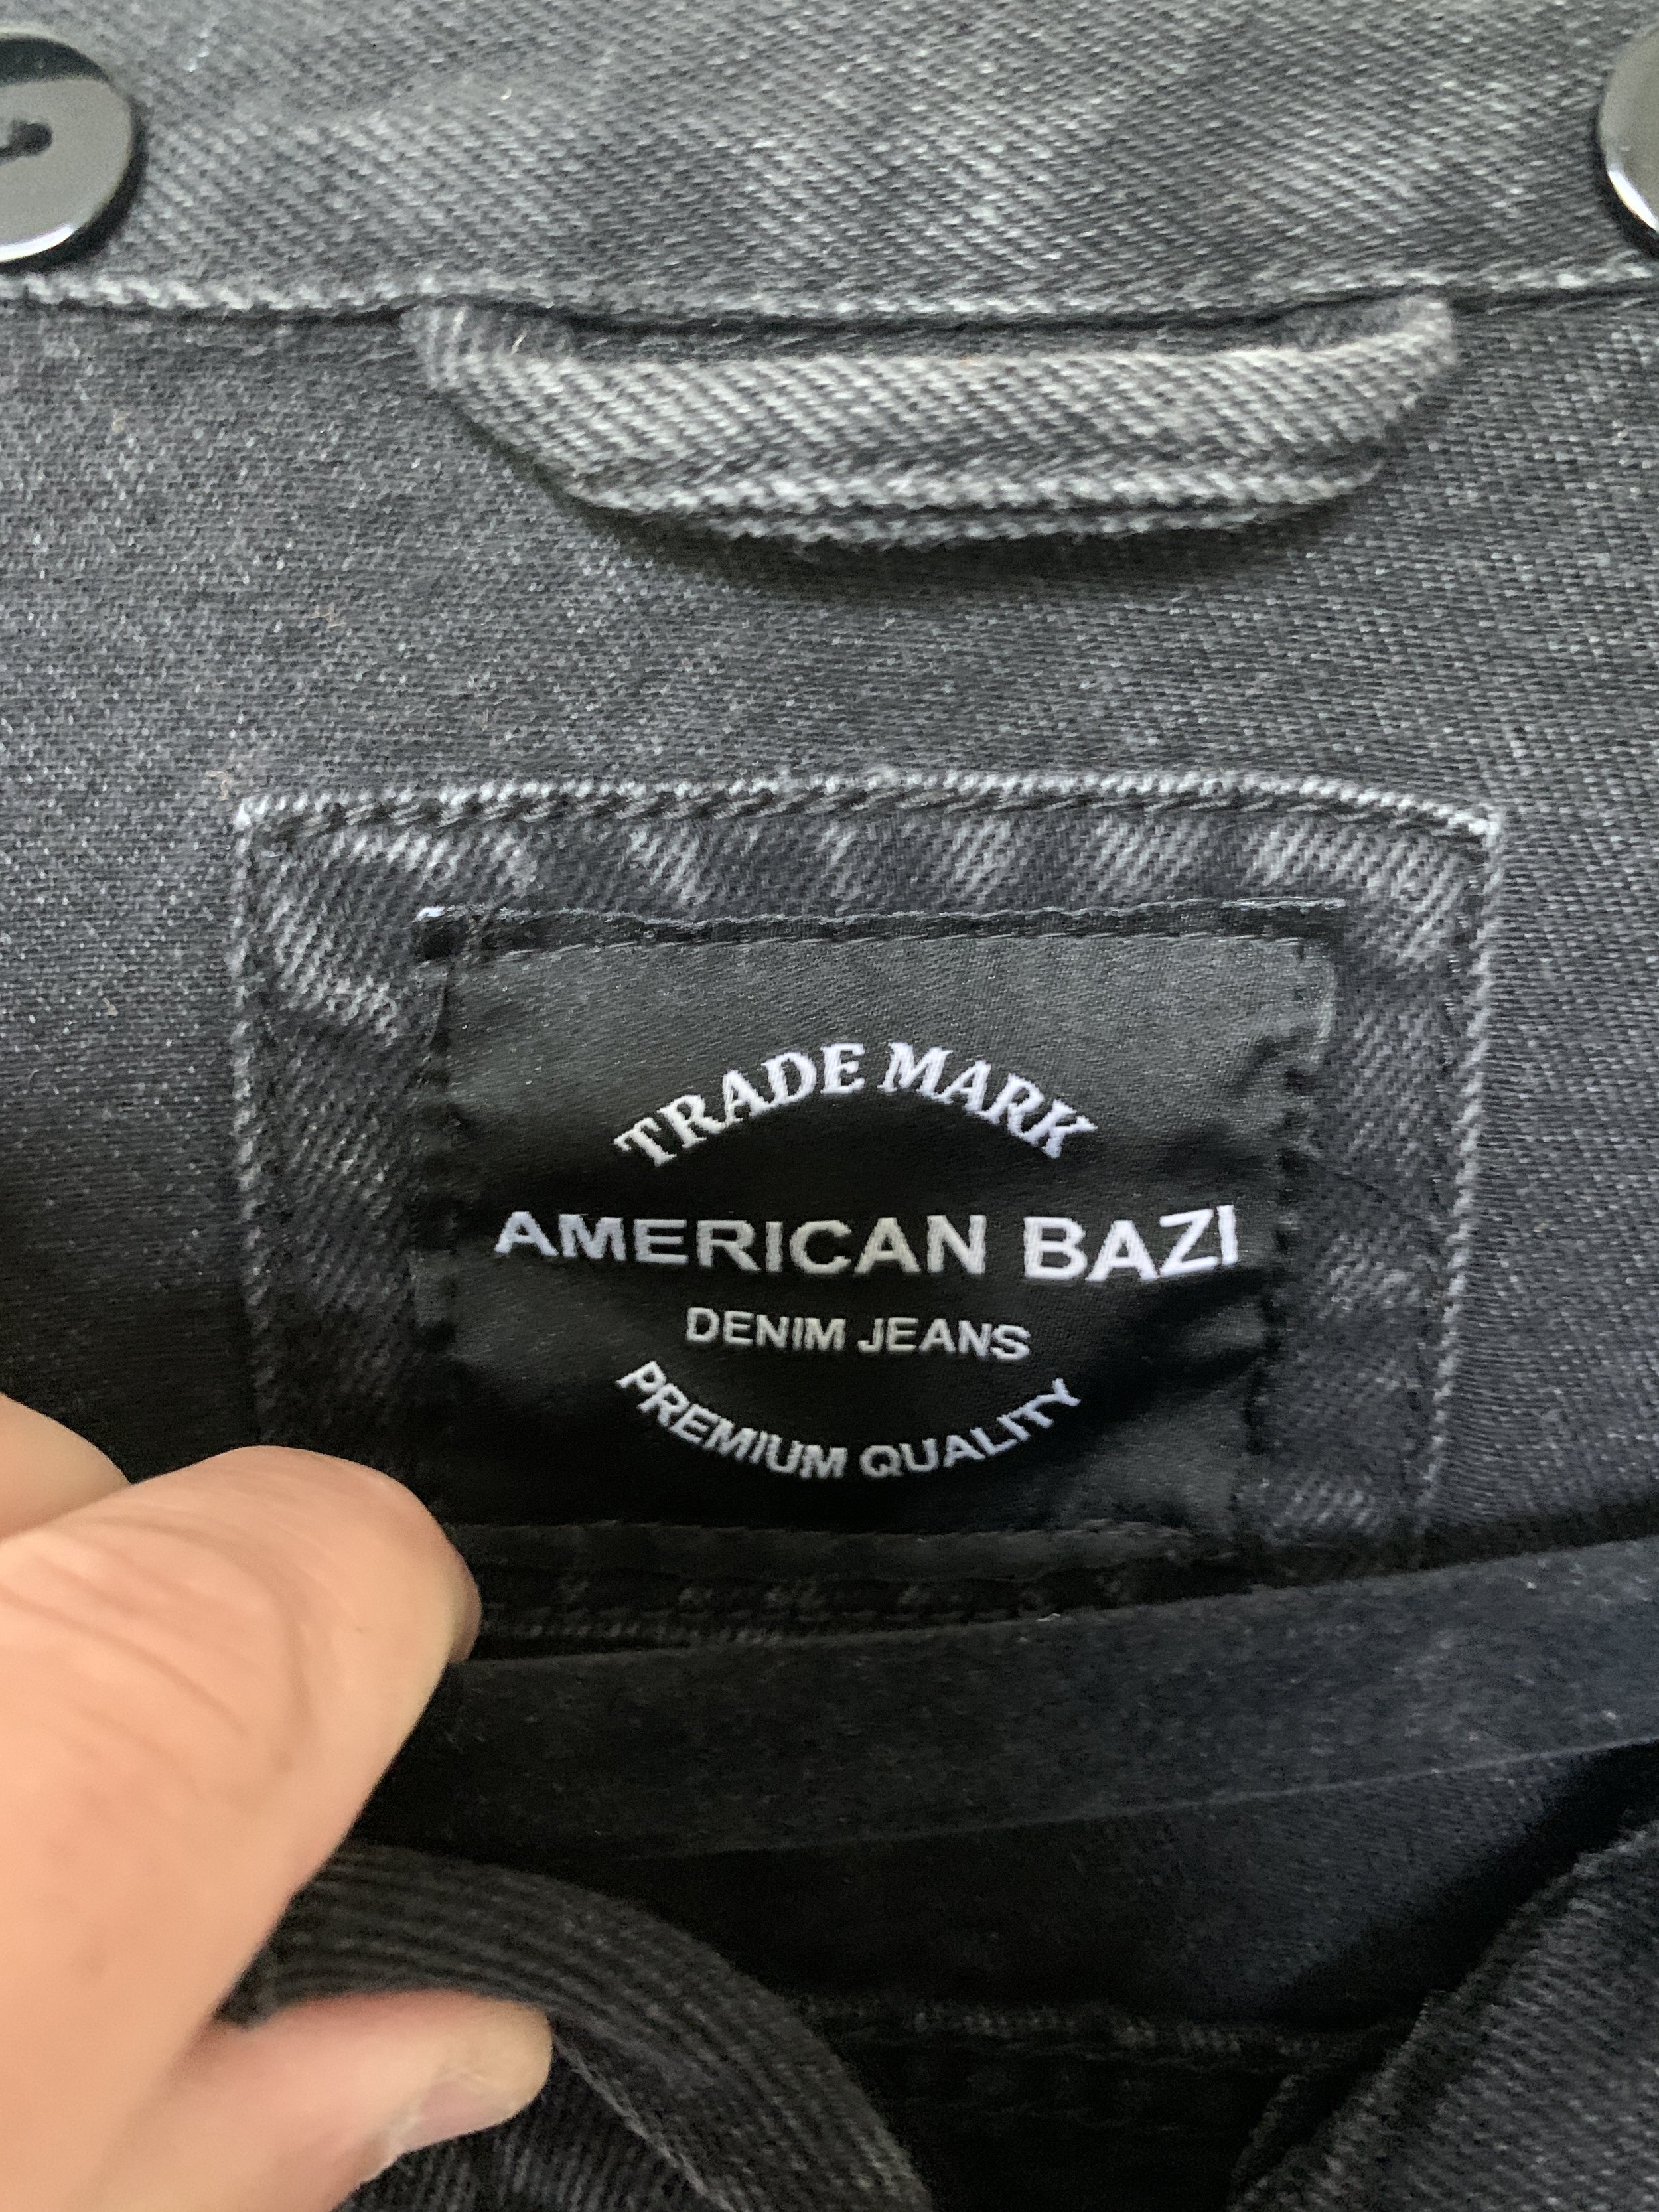 TRADE MARK
AMERICAN BAZI
DENIM JEANS
PREMIUM QUALITY